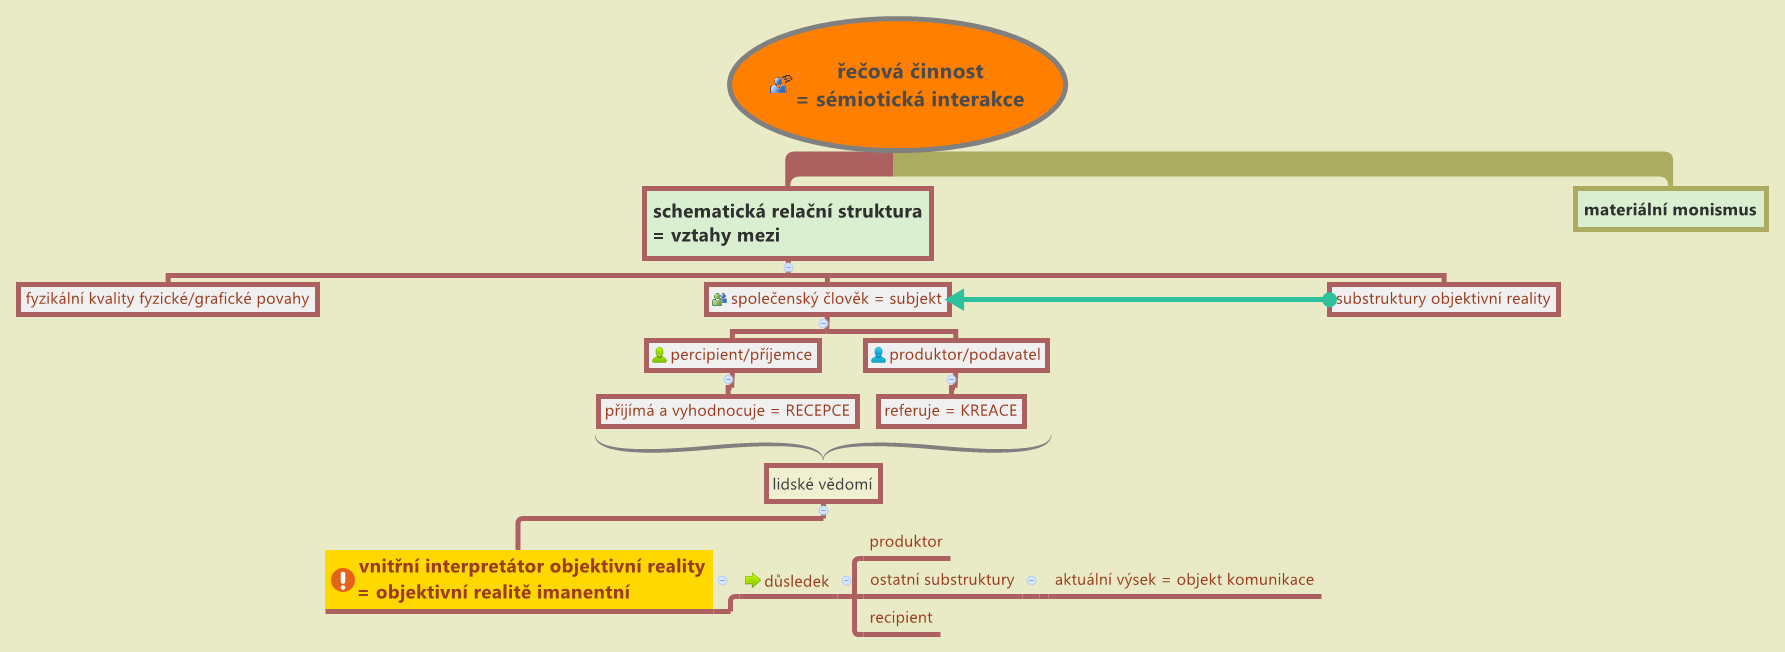 řečová činnost
= sémiotická interakce
schematická relační struktura
= vztahy mezi
materiální monismus
fyzikální kvality fyzické/grafické povahy
společenský člověk = subjekt
substruktury objektivní reality
percipient/příjemce
produktor/podavatel
přijímá a vyhodnocuje = RECEPCE
referuje = KREACE
lidské vědomí
vnitřní interpretátor objektivní reality
= objektivní realitě imanentní
důsledek
produktor
ostatní substruktury
aktuální výsek = objekt komunikace
recipient